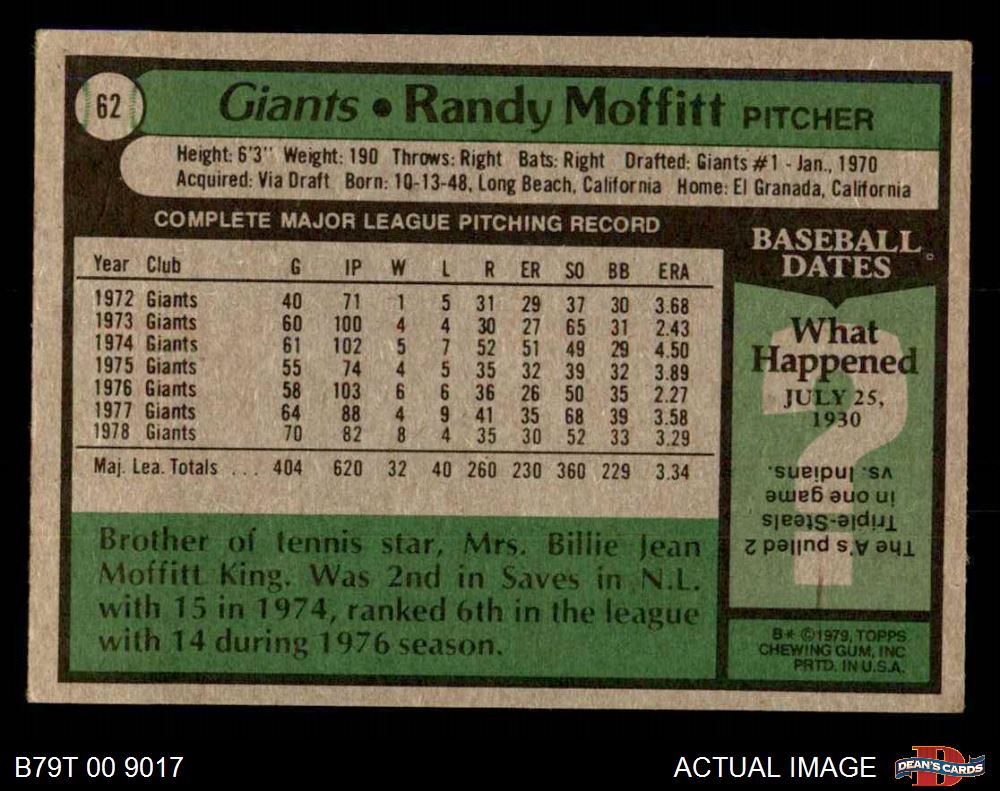 62
Giants • Randy Moffitt PITCHER
Height: 6'3" Weight: 190 Throws: Right Bats: Right Drafted: Giants #1 - Jan., 1970
Acquired: Via Draft Born: 10-13-48, Long Beach, California Home: El Granada, California
COMPLETE MAJOR LEAGUE PITCHING RECORD
Year Club G IP W L R ER SO BB ERA
1972 Giants 40 71 1 5 31 29 37 30 3.68
1973 Giants 60 100 4 4 30 27 65 31 2.43
1974 Giants 61 102 5 7 52 51 49 29 4.50
1975 Giants 55 74 4 5 35 32 39 32 3.89
1976 Giants 58 103 6 6 36 26 50 35 2.27
1977 Giants 64 88 4 9 41 35 68 39 3.58
1978 Giants 70 82 8 4 35 30 52 33 3.29
Maj. Lea. Totals ... 404 620 32 40 260 230 360 229 3.34
Brother of tennis star, Mrs. Billie Jean
Moffitt King. Was 2nd in Saves in N.L.
with 15 in 1974, ranked 6th in the league
with 14 during 1976 season.
BASEBALL
DATES
?
What
Happened
JULY 25,
1930
The A's pulled 2
Triple-Steals
in one game
vs. Indians.
B* ©1979, TOPPS
CHEWING GUM, INC
PRTD. IN U.S.A.
B79T 00 9017
ACTUAL IMAGE
DEAN'S CARDS